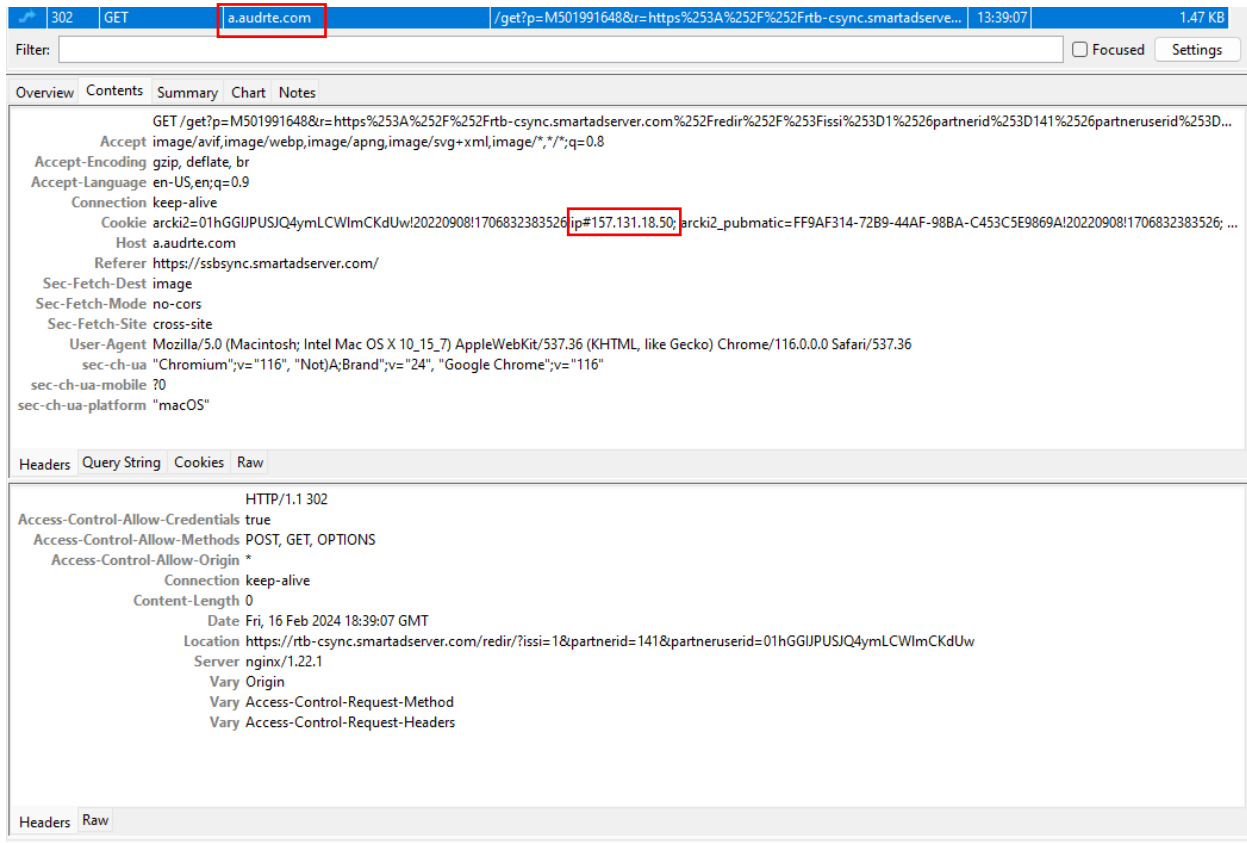 302 GET a.audrte.com /get?p=M501991648&r=https%253A%252F%252Frtb-csync.smartadserve... 13:39:07 1.47 KB
Filter: Focused Settings
Overview Contents Summary Chart Notes
GET /get?p=M501991648&r=https%253A%252F%252Frtb-csync.smartadserver.com%252Fredir%252F%253Fissi%253D1%2526partnerid%253D141%2526partneruserid%253D...
Accept image/avif,image/webp,image/apng,image/svg+xml,image/*,*/*;q=0.8
Accept-Encoding gzip, deflate, br
Accept-Language en-US,en;q=0.9
Connection keep-alive
Cookie arcki2=01hGGIJPUSJQ4ymLCWImCKdUw!20220908!1706832383526!ip#157.131.18.50; arcki2_pubmatic=FF9AF314-72B9-44AF-98BA-C453C5E9869A!20220908!1706832383526; ...
Host a.audrte.com
Referer https://ssbsync.smartadserver.com/
Sec-Fetch-Dest image
Sec-Fetch-Mode no-cors
Sec-Fetch-Site cross-site
User-Agent Mozilla/5.0 (Macintosh; Intel Mac OS X 10_15_7) AppleWebKit/537.36 (KHTML, like Gecko) Chrome/116.0.0.0 Safari/537.36
sec-ch-ua "Chromium";v="116", "Not)A;Brand";v="24", "Google Chrome";v="116"
sec-ch-ua-mobile ?0
sec-ch-ua-platform "macOS"
Headers Query String Cookies Raw
HTTP/1.1 302
Access-Control-Allow-Credentials true
Access-Control-Allow-Methods POST, GET, OPTIONS
Access-Control-Allow-Origin *
Connection keep-alive
Content-Length 0
Date Fri, 16 Feb 2024 18:39:07 GMT
Location https://rtb-csync.smartadserver.com/redir/?issi=1&partnerid=141&partneruserid=01hGGIJPUSJQ4ymLCWImCKdUw
Server nginx/1.22.1
Vary Origin
Vary Access-Control-Request-Method
Vary Access-Control-Request-Headers
Headers Raw